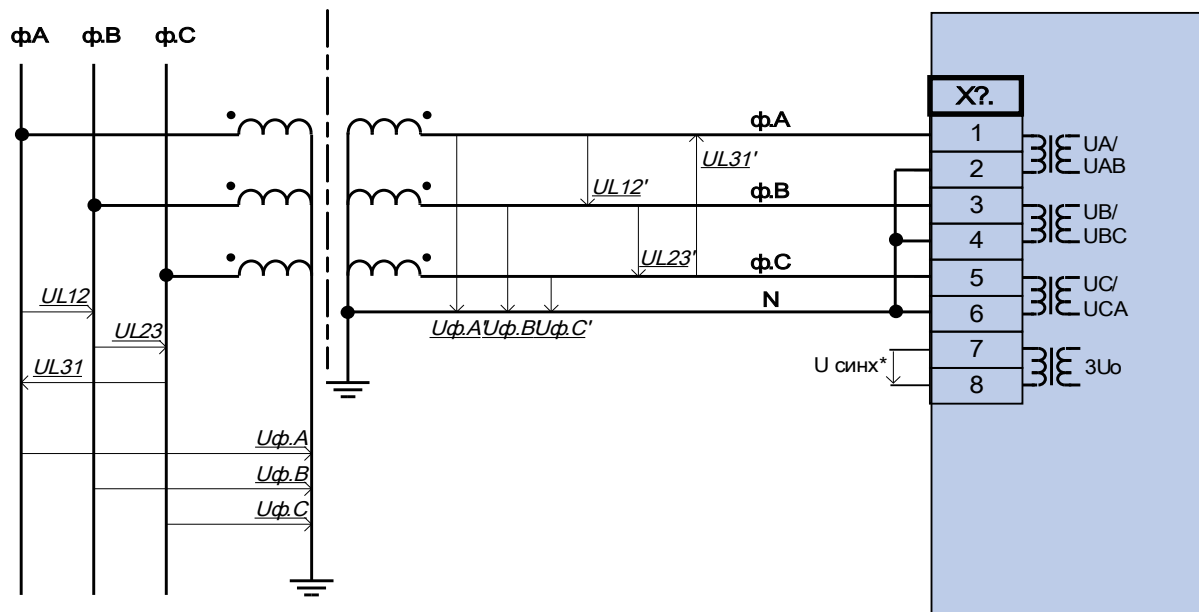 ф.А ф.В ф.С
X?.
ф.А 1
UA/
UAB
UL31'
2
UL12'
ф.В 3
UB/
UBC
4
UL23'
ф.С 5
UC/
UCA
N 6
UL12
Uф.A' Uф.B' Uф.C'
UL23
7
U синх*
3Uo
UL31
8
Uф.A
Uф.B
Uф.C